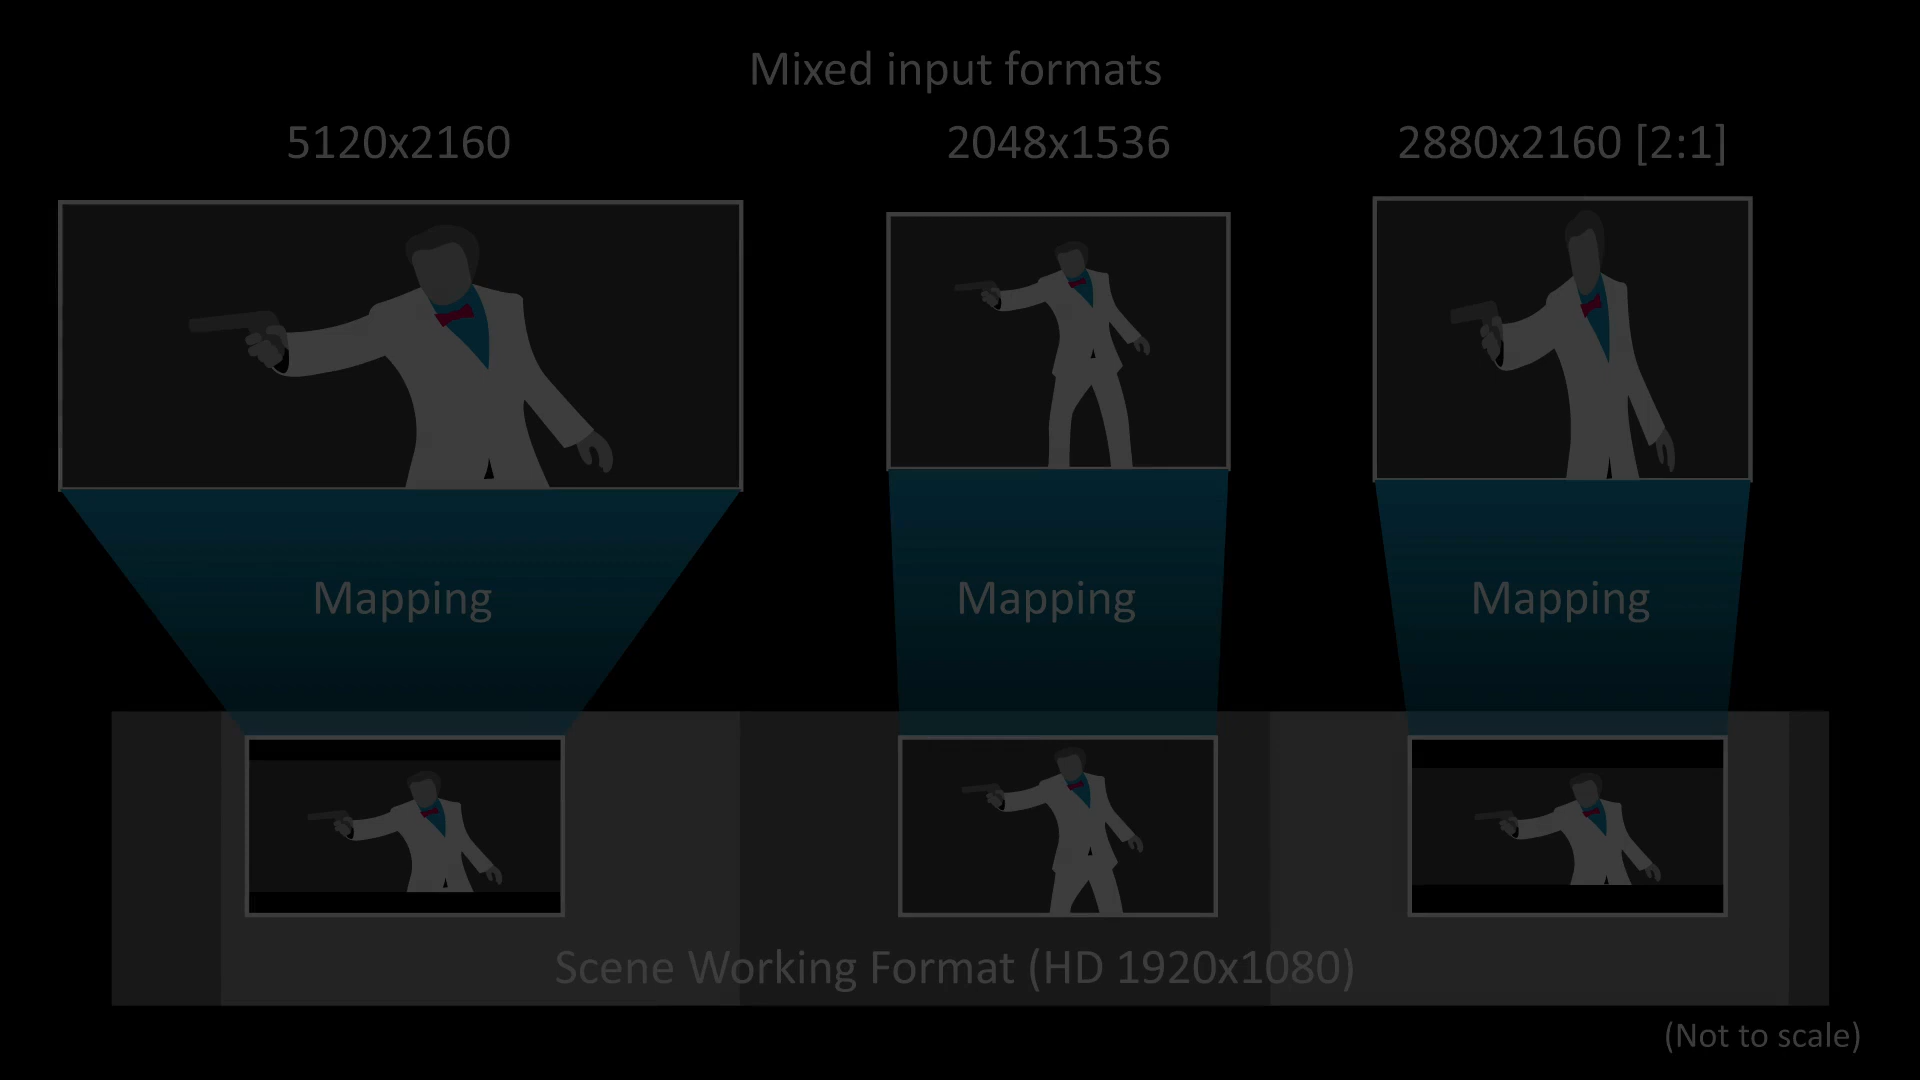 Mixed input formats
5120x2160
2048x1536
2880x2160 [2:1]
Mapping
Mapping
Mapping
Scene Working Format (HD 1920x1080)
(Not to scale)